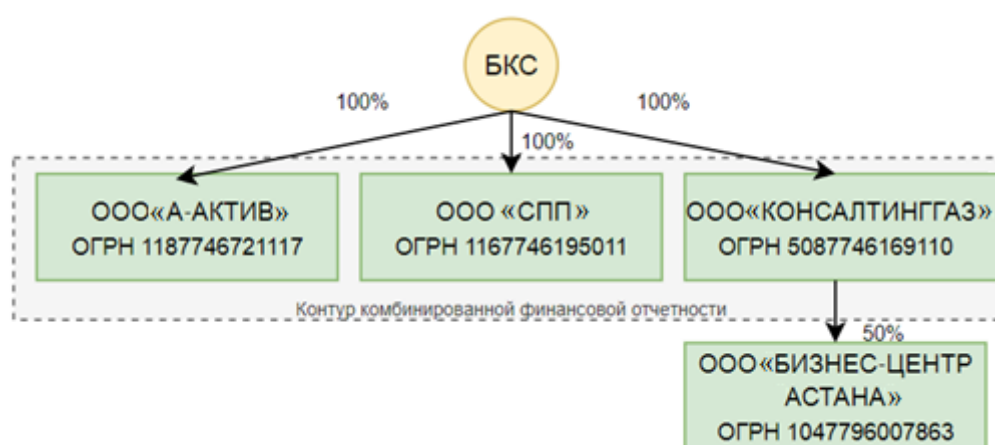 БКС
100%
100%
100%
ООО«А-АКТИВ»
ОГРН 1187746721117
ООО «СПП»
ОГРН 1167746195011
ООО«КОНСАЛТИНГГАЗ»
ОГРН 5087746169110
Контур комбинированной финансовой отчетности
50%
ООО«БИЗНЕС-ЦЕНТР
АСТАНА»
ОГРН 1047796007863